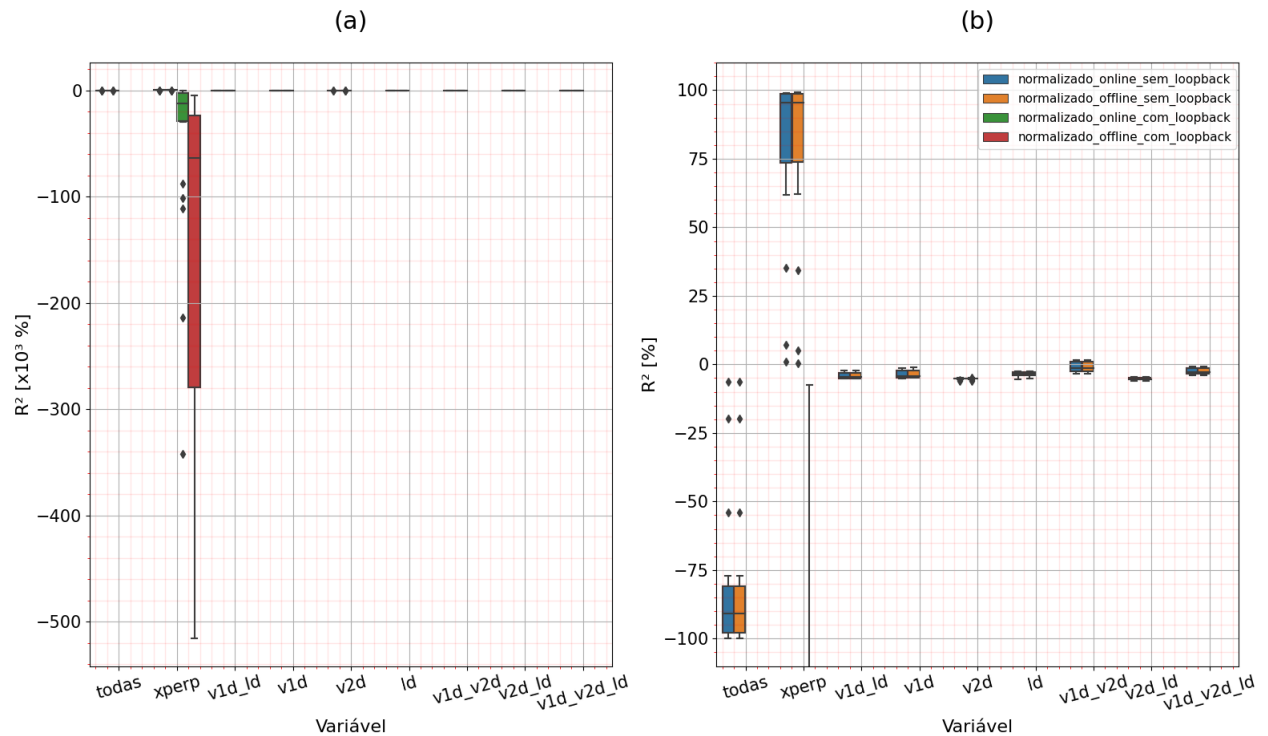 (a)
0
−100
−200
−300
−400
−500
R² [x10³ %]
todas
xperp
v1d_ld
v1d
v2d
ld
v1d_v2d
v2d_ld
v1d_v2d_ld
Variável
(b)
normalizado_online_sem_loopback
normalizado_offline_sem_loopback
normalizado_online_com_loopback
normalizado_offline_com_loopback
100
75
50
25
0
−25
−50
−75
−100
R² [%]
todas
xperp
v1d_ld
v1d
v2d
ld
v1d_v2d
v2d_ld
v1d_v2d_ld
Variável